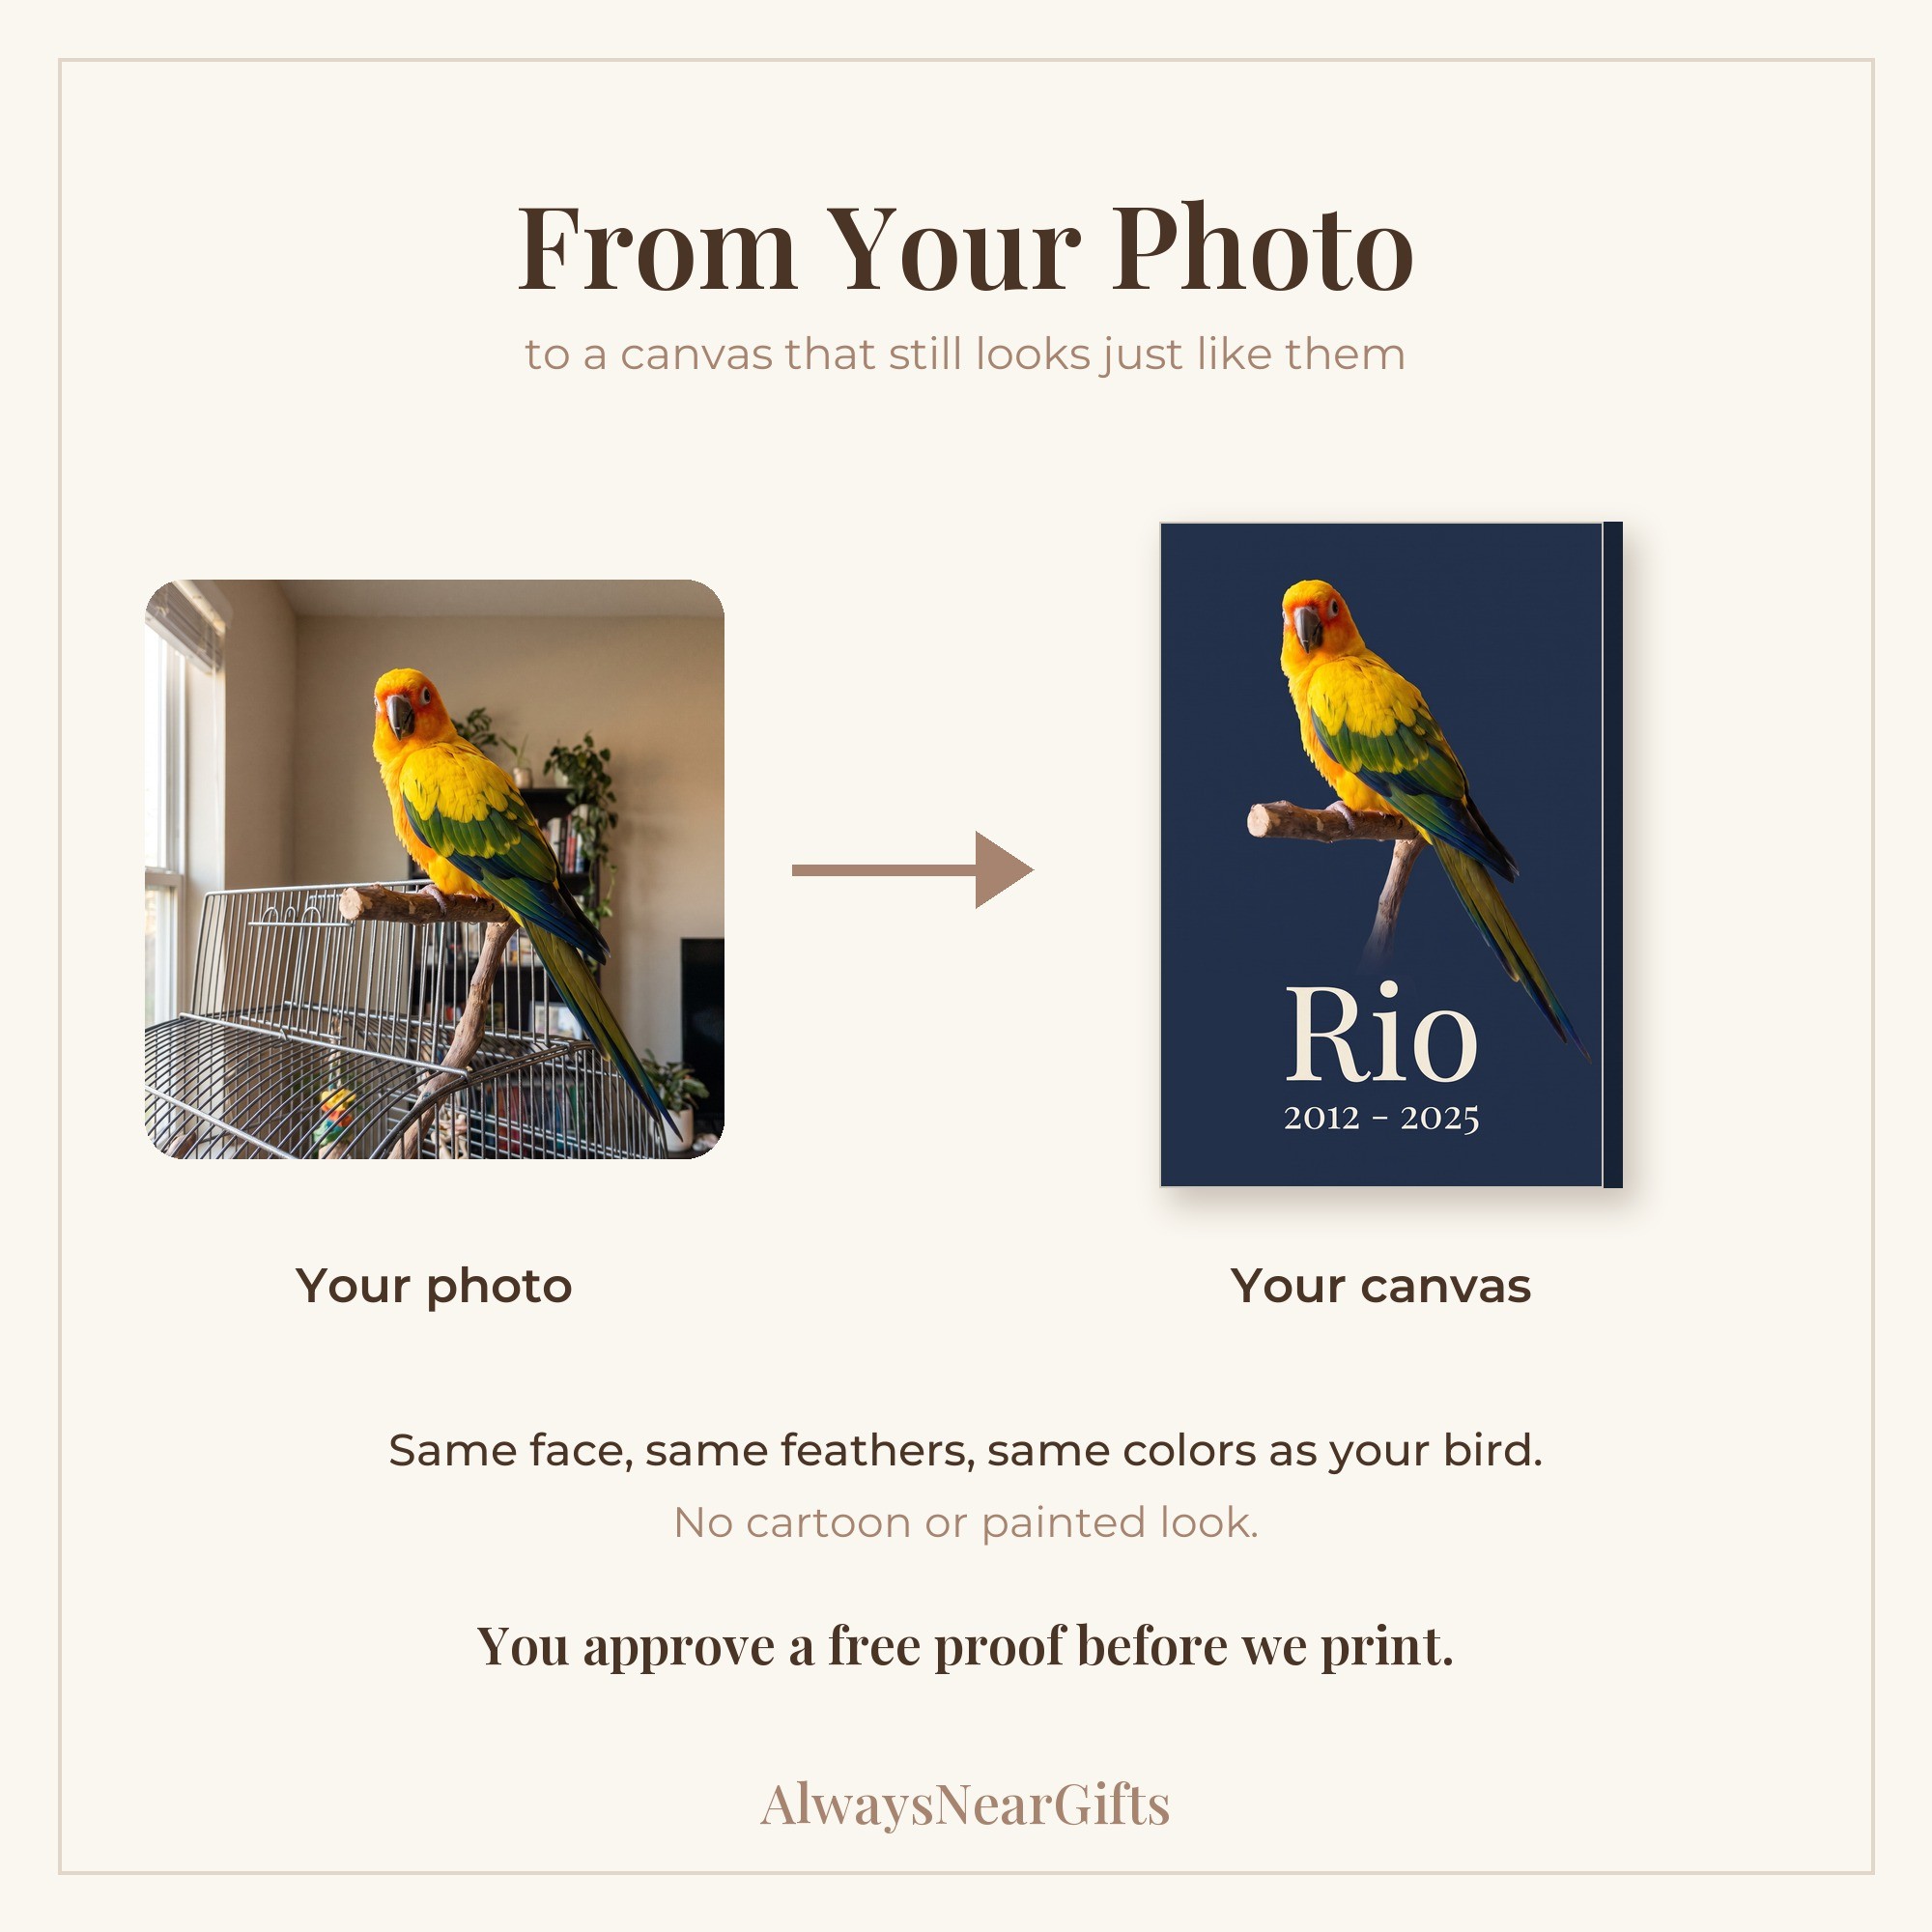 From Your Photo
to a canvas that still looks just like them
Rio
2012 – 2025
Your photo
Your canvas
Same face, same feathers, same colors as your bird.
No cartoon or painted look.
You approve a free proof before we print.
AlwaysNearGifts